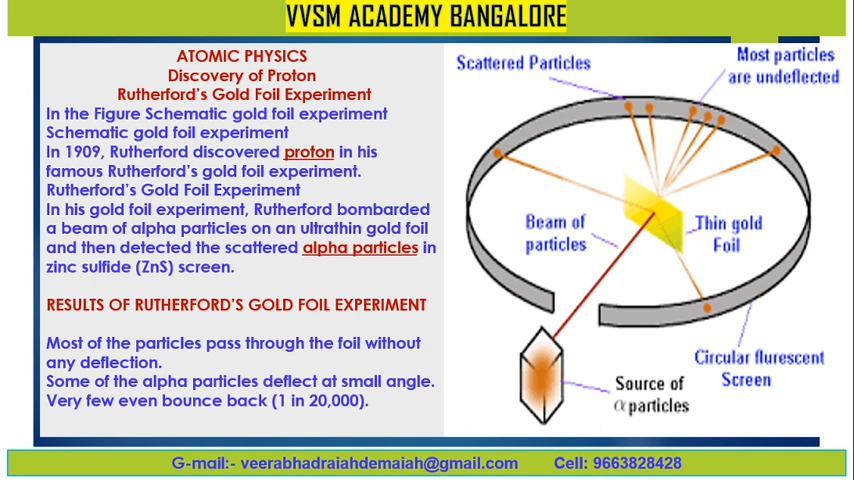 VVSM ACADEMY BANGALORE
ATOMIC PHYSICS
Discovery of Proton
Rutherford's Gold Foil Experiment
In the Figure Schematic gold foil experiment
Schematic gold foil experiment
In 1909, Rutherford discovered proton in his
famous Rutherford's gold foil experiment.
Rutherford's Gold Foil Experiment
In his gold foil experiment, Rutherford bombarded
a beam of alpha particles on an ultrathin gold foil
and then detected the scattered alpha particles in
zinc sulfide (ZnS) screen.
RESULTS OF RUTHERFORD'S GOLD FOIL EXPERIMENT
Most of the particles pass through the foil without
any deflection.
Some of the alpha particles deflect at small angle.
Very few even bounce back (1 in 20,000).
Scattered Particles
Most particles
are undeflected
Beam of
particles
Thin gold
Foil
Circular flurescent
Screen
Source of
α particles
G-mail:- veerabhadraiahdemaiah@gmail.com Cell: 9663828428